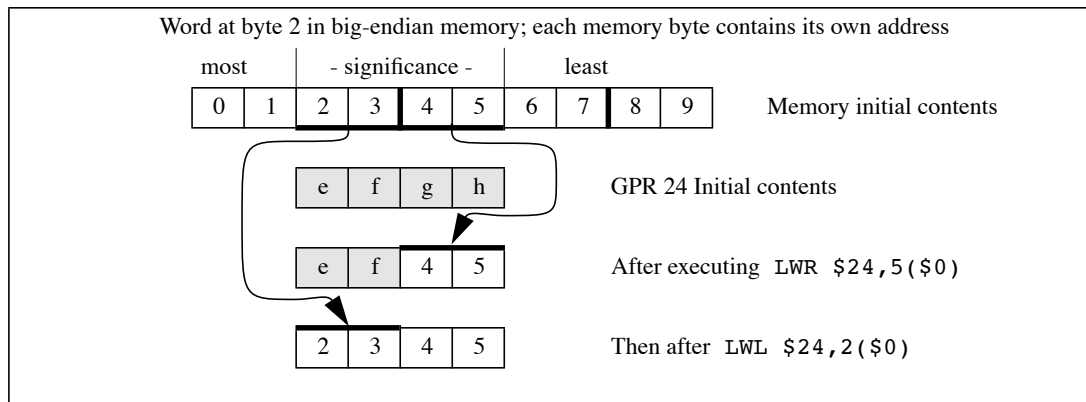 Word at byte 2 in big-endian memory; each memory byte contains its own address
most - significance - least
0 1 2 3 4 5 6 7 8 9 Memory initial contents
e f g h GPR 24 Initial contents
e f 4 5 After executing LWR $24,5($0)
2 3 4 5 Then after LWL $24,2($0)